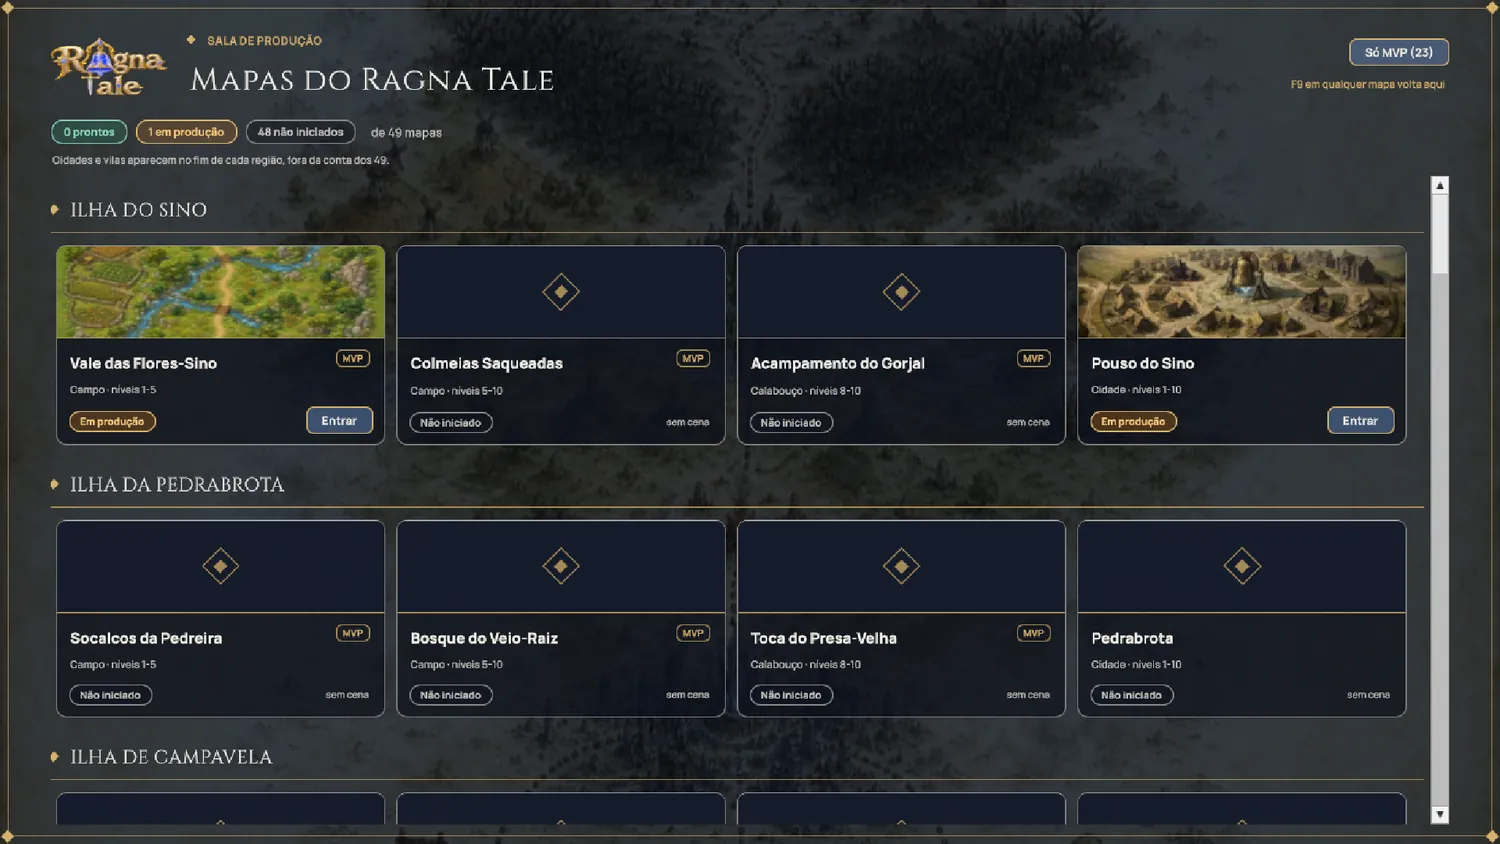 Ragna
Tale
SALA DE PRODUÇÃO
MAPAS DO RAGNA TALE
Só MVP (23)
F9 em qualquer mapa volta aqui
0 prontos
1 em produção
48 não iniciados
de 49 mapas
Cidades e vilas aparecem no fim de cada região, fora da conta dos 49.
ILHA DO SINO
Vale das Flores-Sino
MVP
Campo · níveis 1-5
Em produção
Entrar
Colmeias Saqueadas
MVP
Campo · níveis 5-10
Não iniciado
sem cena
Acampamento do Gorjal
MVP
Calabouço · níveis 8-10
Não iniciado
sem cena
Pouso do Sino
Cidade · níveis 1-10
Em produção
Entrar
ILHA DA PEDRABROTA
Socalcos da Pedreira
MVP
Campo · níveis 1-5
Não iniciado
sem cena
Bosque do Veio-Raiz
MVP
Campo · níveis 5-10
Não iniciado
sem cena
Toca do Presa-Velha
MVP
Calabouço · níveis 8-10
Não iniciado
sem cena
Pedrabrota
Cidade · níveis 1-10
Não iniciado
sem cena
ILHA DE CAMPAVELA